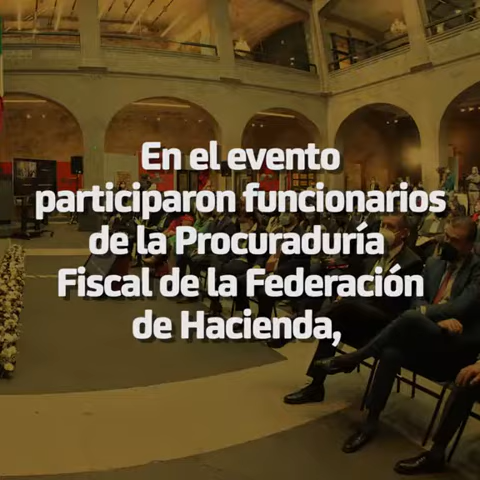 En el evento
participaron funcionarios
de la Procuraduría
Fiscal de la Federación
de Hacienda,